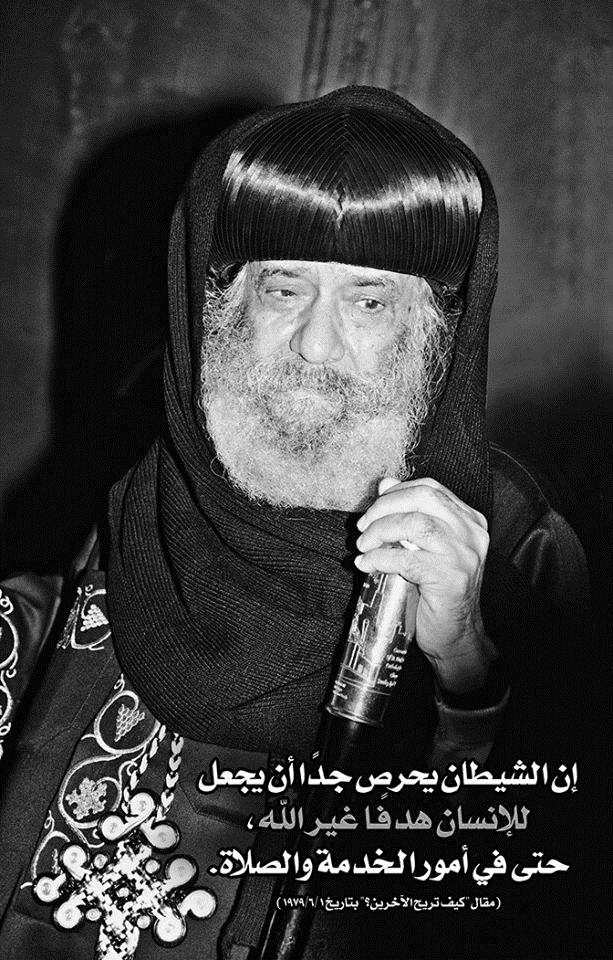 إن الشيطان يحرص جدًا أن يجعل
للإنسان هدفًا غير الله،
حتى في أمور الخدمة والصلاة.
(مقال "كيف تريح الآخرين؟" بتاريخ ١٩٧٩/٦/١)